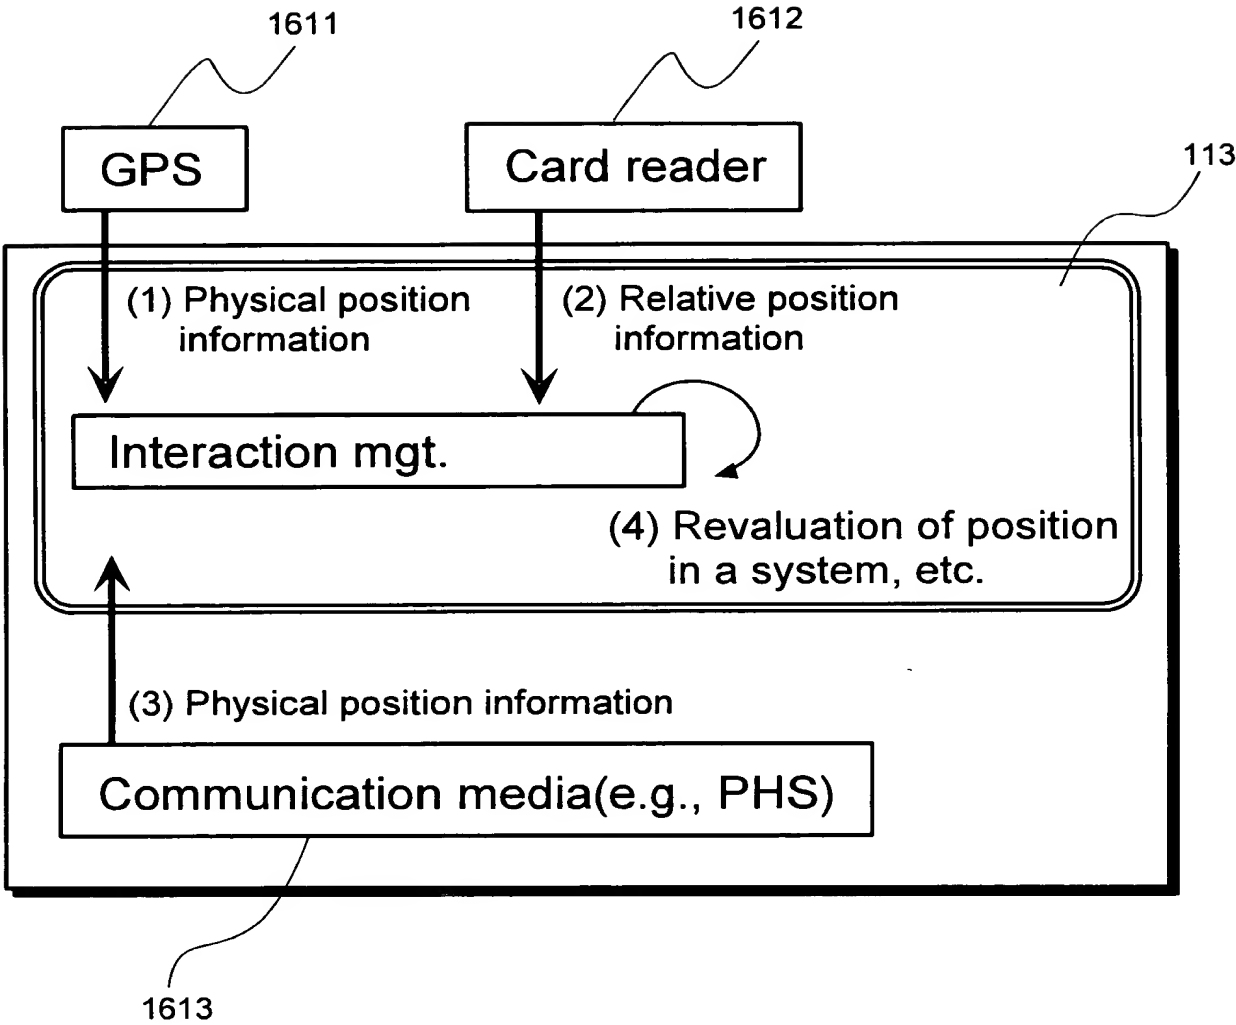 1611
1612
GPS
Card reader
113
(1) Physical position
information
(2) Relative position
information
Interaction mgt.
(4) Revaluation of position
in a system, etc.
(3) Physical position information
Communication media(e.g., PHS)
1613